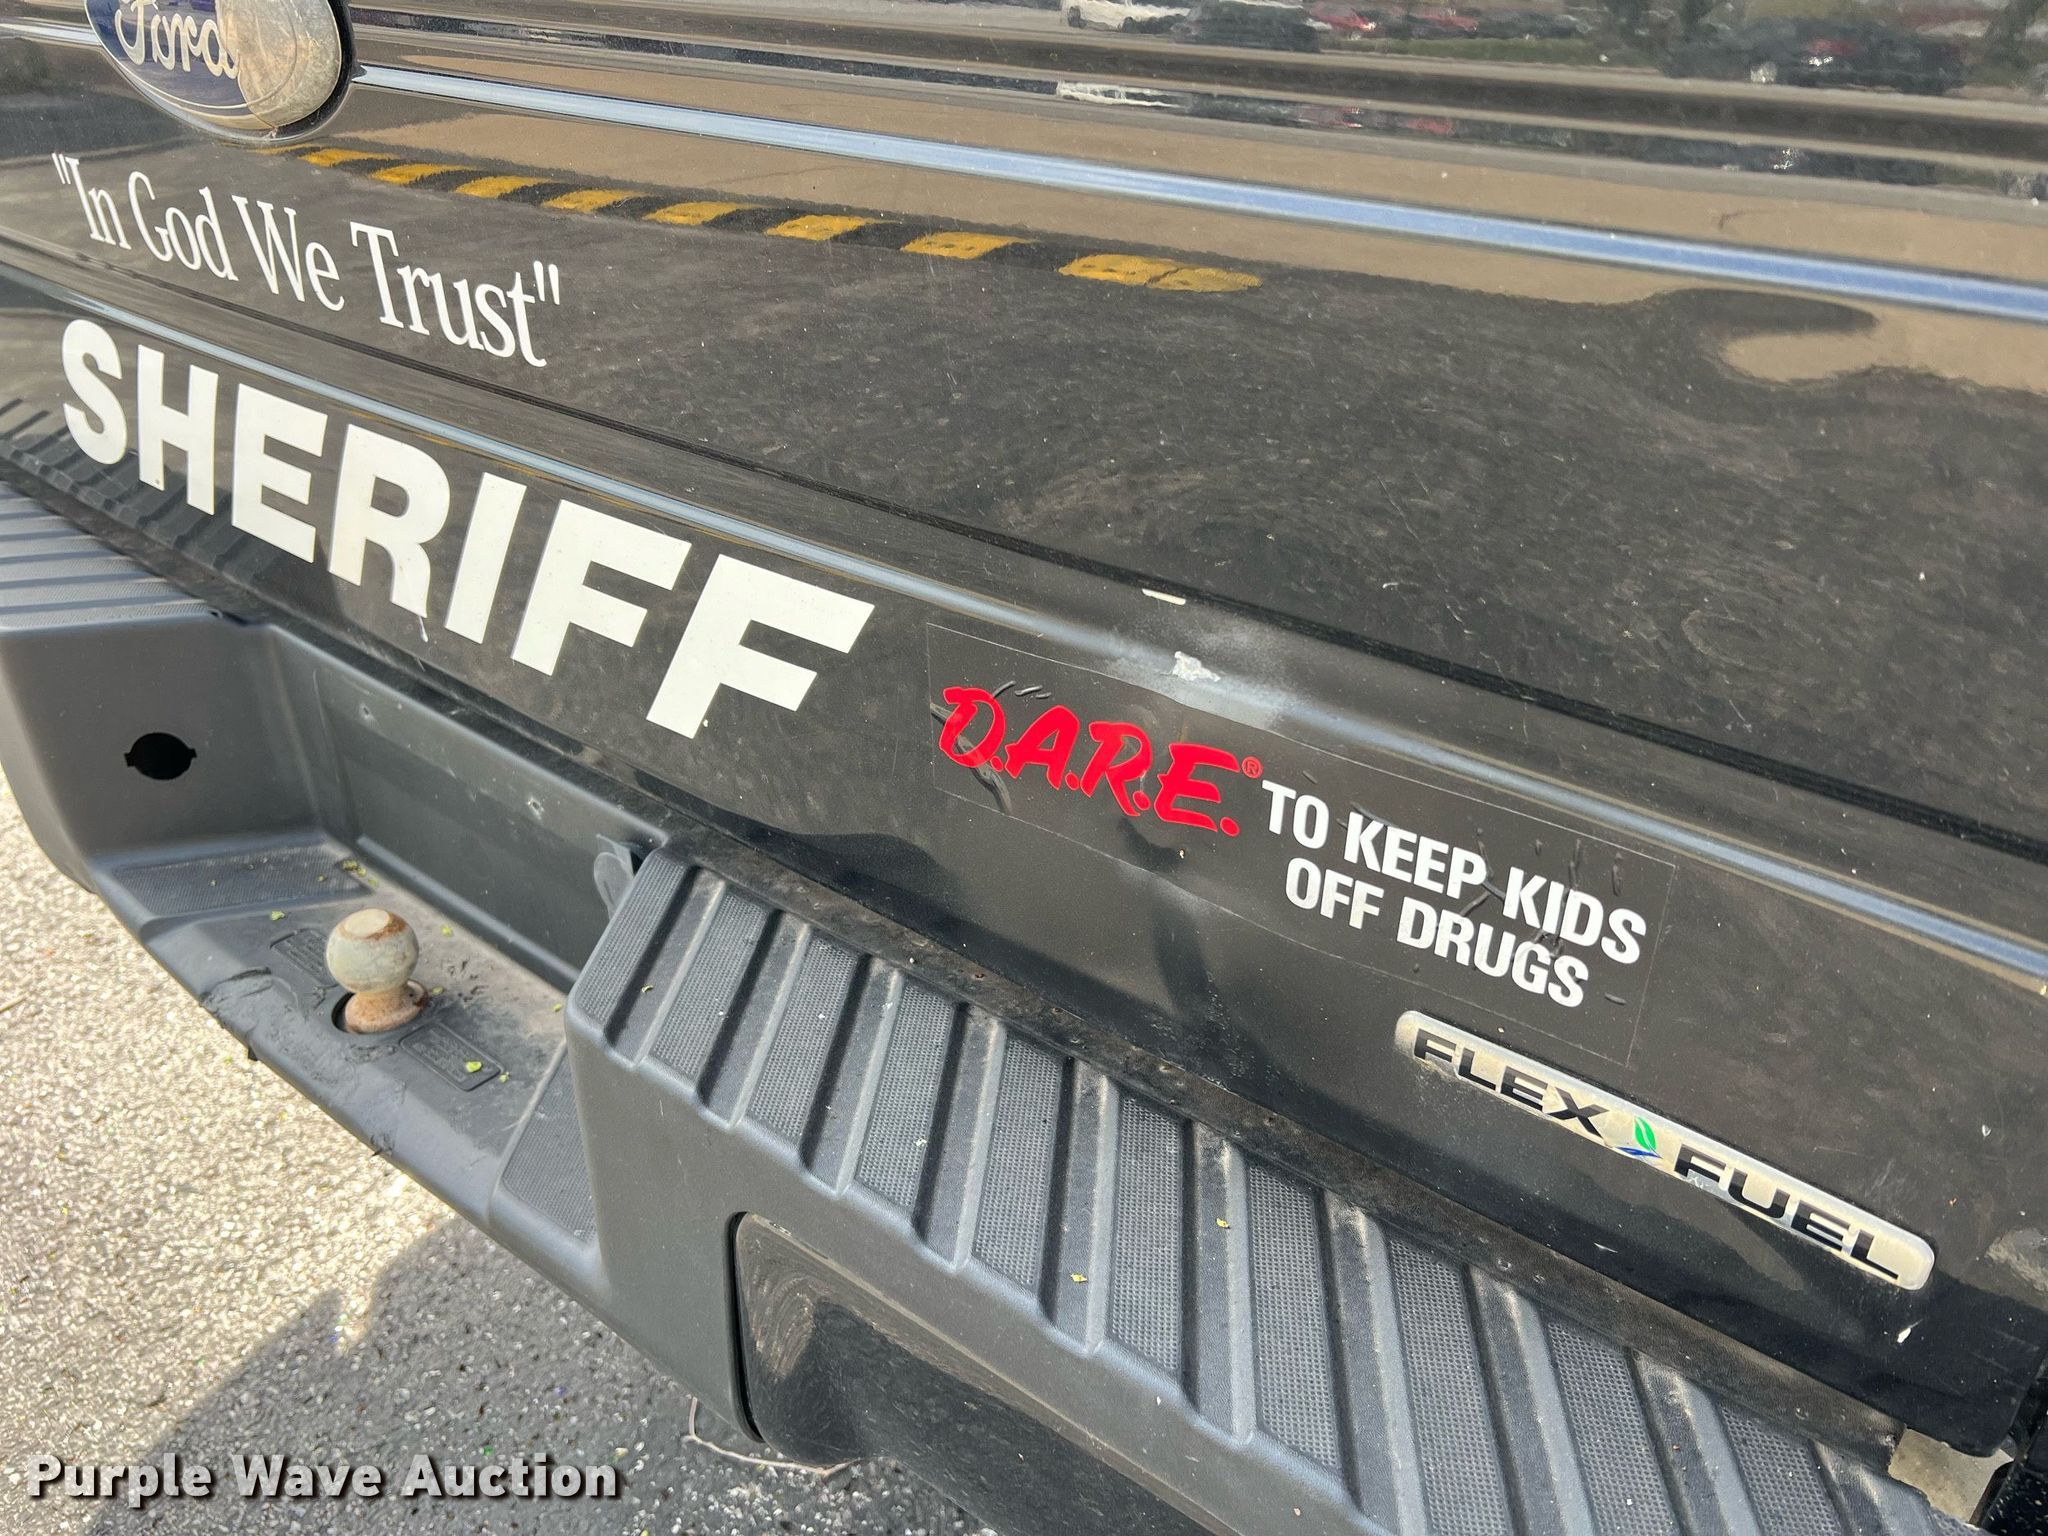 Ford
"In God We Trust"
SHERIFF
D.A.R.E.® TO KEEP KIDS
OFF DRUGS
FLEX FUEL
Purple Wave Auction